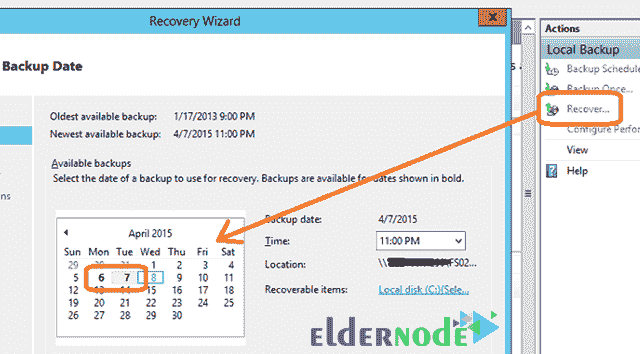 Recovery Wizard
Backup Date
Oldest available backup: 1/17/2013 9:00 PM
Newest available backup: 4/7/2015 11:00 PM
Available backups
Select the date of a backup to use for recovery. Backups are available for dates shown in bold.
April 2015
Sun Mon Tue Wed Thu Fri Sat
29 1 2 3 4
5 6 7 8 9 10 11
12 13 14 15 16 17 18
19 20 21 22 23 24 25
26 27 28 29 30
Backup date: 4/7/2015
Time: 11:00 PM
Location: \\ FS02...
Recoverable items: Local disk (C:)(Sele...
Actions
Local Backup
Backup Schedule
Backup Once...
Recover...
Configure Perfor
View
Help
ELDERNODE